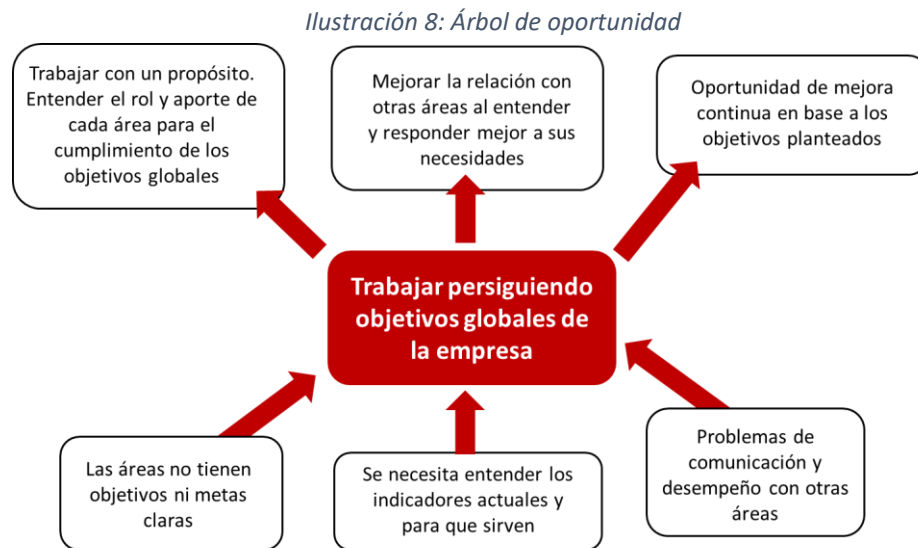 Ilustración 8: Árbol de oportunidad
Trabajar con un propósito.
Entender el rol y aporte de
cada área para el
cumplimiento de los
objetivos globales
Mejorar la relación con
otras áreas al entender
y responder mejor a sus
necesidades
Oportunidad de mejora
continua en base a los
objetivos planteados
Trabajar persiguiendo
objetivos globales de
la empresa
Las áreas no tienen
objetivos ni metas
claras
Se necesita entender los
indicadores actuales y
para que sirven
Problemas de
comunicación y
desempeño con otras
áreas